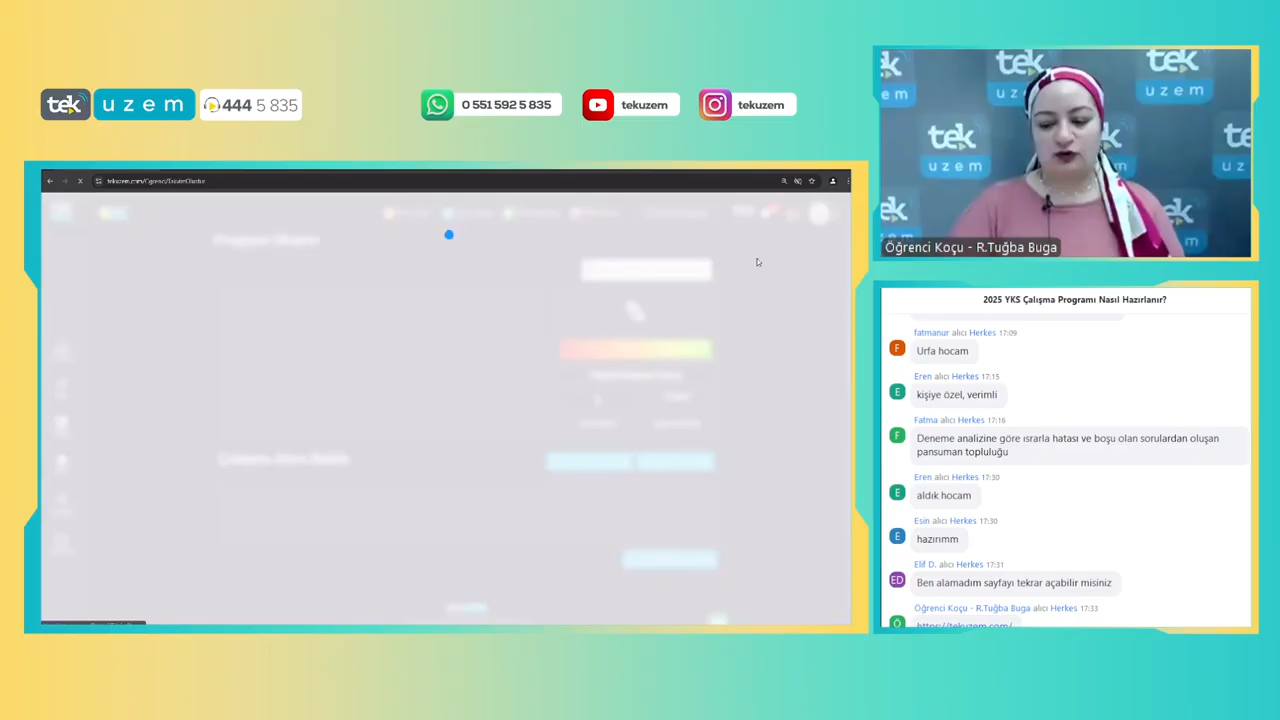 tek uzem 444 5 835
0 551 592 5 835
tekuzem
tekuzem
tek uzem
Öğrenci Koçu - R.Tuğba Buga
2025 YKS Çalışma Programı Nasıl Hazırlanır?
fatmanur alıcı Herkes 17:09
F Urfa hocam
Eren alıcı Herkes 17:15
E kişiye özel, verimli
Fatma alıcı Herkes 17:16
F Deneme analizine göre ısrarla hatası ve boşu olan sorulardan oluşan
pansuman topluluğu
Eren alıcı Herkes 17:30
E aldık hocam
Esin alıcı Herkes 17:30
E hazırımm
Elif D. alıcı Herkes 17:31
ED Ben alamadım sayfayı tekrar açabilir misiniz
Öğrenci Koçu - R.Tuğba Buga alıcı Herkes 17:33
Ö https://tekuzem.com/